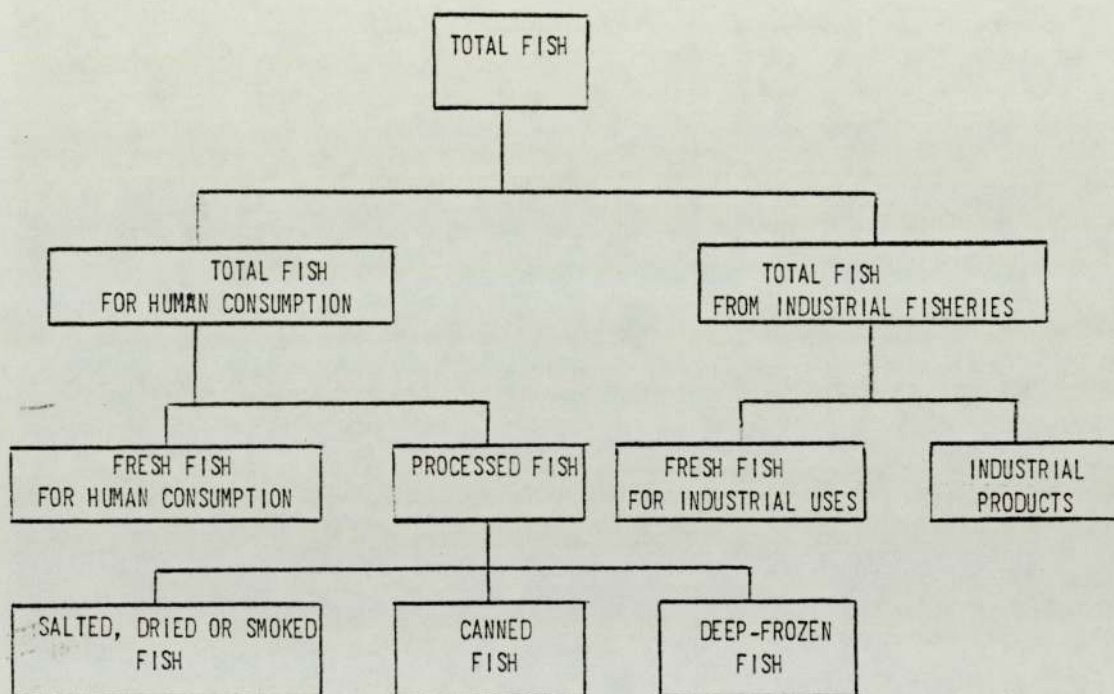 TOTAL FISH
TOTAL FISH
FOR HUMAN CONSUMPTION
TOTAL FISH
FROM INDUSTRIAL FISHERIES
FRESH FISH
FOR HUMAN CONSUMPTION
PROCESSED FISH
FRESH FISH
FOR INDUSTRIAL USES
INDUSTRIAL
PRODUCTS
SALTED, DRIED OR SMOKED
FISH
CANNED
FISH
DEEP-FROZEN
FISH